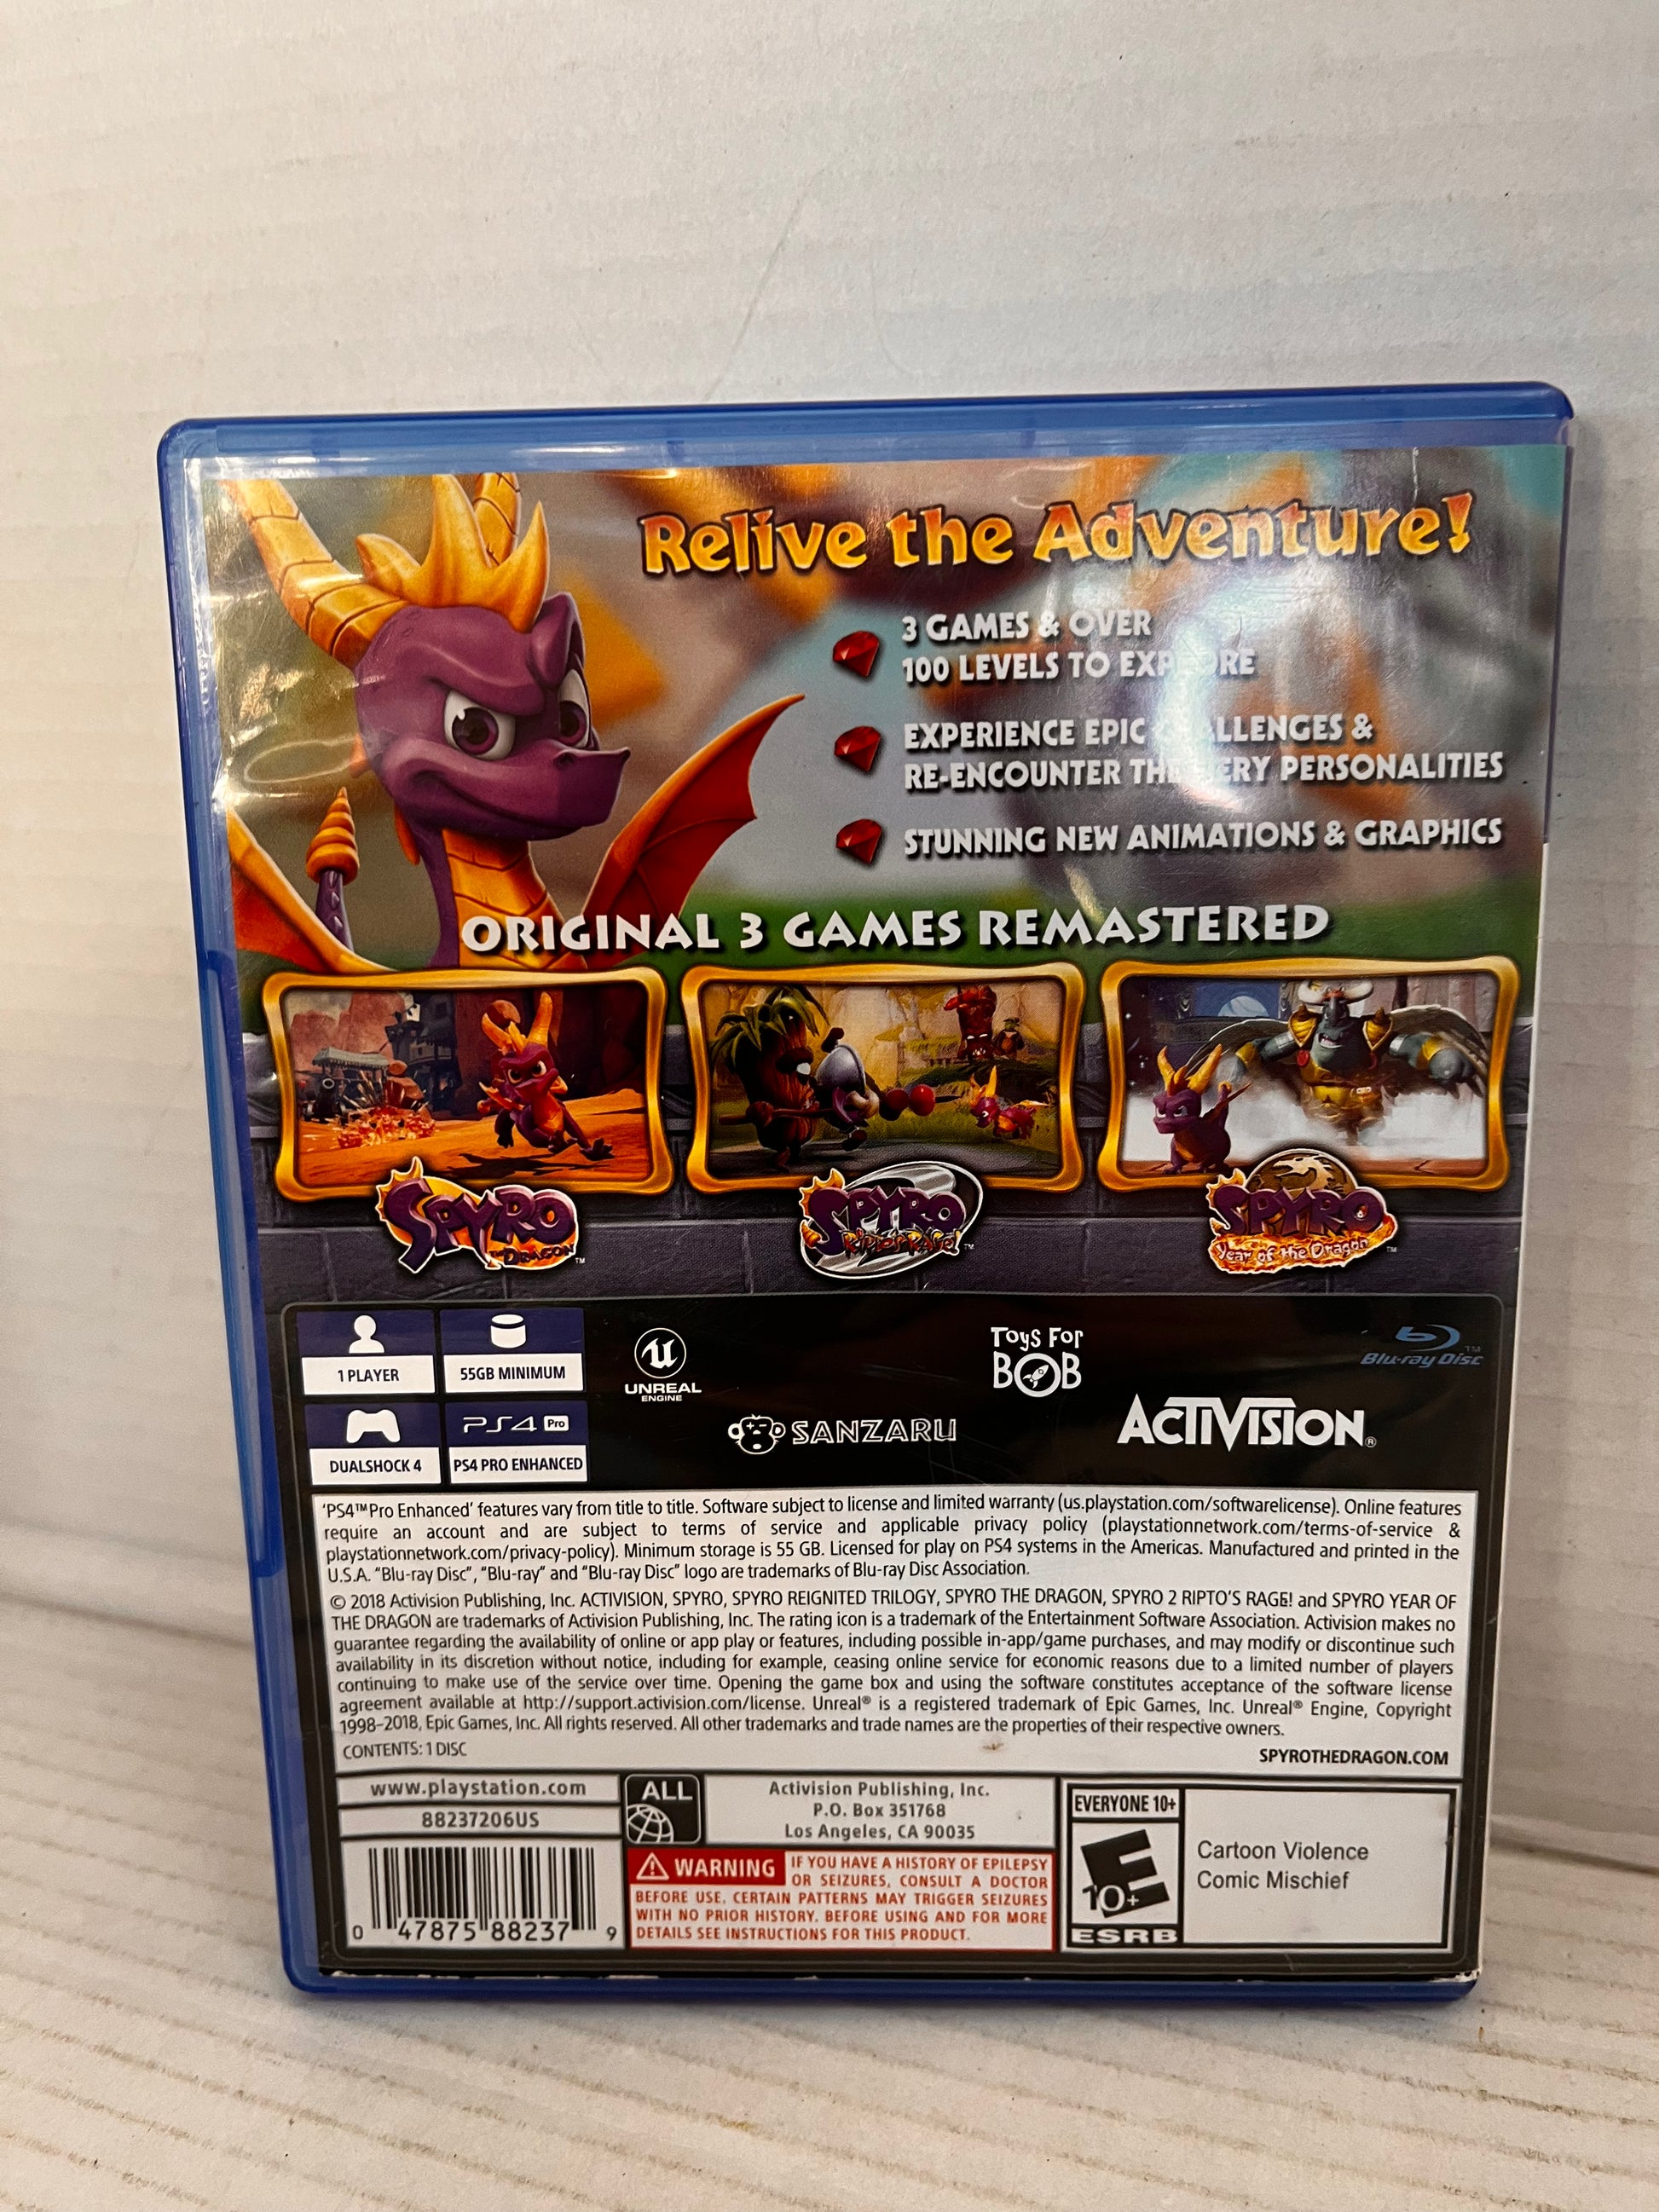 Relive the Adventure!
3 GAMES & OVER
100 LEVELS TO EXPLORE
EXPERIENCE EPIC CHALLENGES &
RE-ENCOUNTER THE FIERY PERSONALITIES
STUNNING NEW ANIMATIONS & GRAPHICS
ORIGINAL 3 GAMES REMASTERED
SPYRO THE DRAGON™
SPYRO 2 RIPTO'S RAGE!™
SPYRO Year of the Dragon™
1 PLAYER
55GB MINIMUM
UNREAL ENGINE
TOYS FOR BOB
Blu-ray Disc™
DUALSHOCK 4
PS4 Pro
PS4 PRO ENHANCED
SANZARU
ACTIVISION®
'PS4™Pro Enhanced' features vary from title to title. Software subject to license and limited warranty (us.playstation.com/softwarelicense). Online features
require an account and are subject to terms of service and applicable privacy policy (playstationnetwork.com/terms-of-service &
playstationnetwork.com/privacy-policy). Minimum storage is 55 GB. Licensed for play on PS4 systems in the Americas. Manufactured and printed in the
U.S.A. "Blu-ray Disc", "Blu-ray" and "Blu-ray Disc" logo are trademarks of Blu-ray Disc Association.
© 2018 Activision Publishing, Inc. ACTIVISION, SPYRO, SPYRO REIGNITED TRILOGY, SPYRO THE DRAGON, SPYRO 2 RIPTO'S RAGE! and SPYRO YEAR OF
THE DRAGON are trademarks of Activision Publishing, Inc. The rating icon is a trademark of the Entertainment Software Association. Activision makes no
guarantee regarding the availability of online or app play or features, including possible in-app/game purchases, and may modify or discontinue such
availability in its discretion without notice, including for example, ceasing online service for economic reasons due to a limited number of players
continuing to make use of the service over time. Opening the game box and using the software constitutes acceptance of the software license
agreement available at http://support.activision.com/license. Unreal® is a registered trademark of Epic Games, Inc. Unreal® Engine, Copyright
1998-2018, Epic Games, Inc. All rights reserved. All other trademarks and trade names are the properties of their respective owners.
CONTENTS: 1 DISC
SPYROTHEDRAGON.COM
www.playstation.com
88237206US
0 47875 88237 9
ALL
Activision Publishing, Inc.
P.O. Box 351768
Los Angeles, CA 90035
WARNING IF YOU HAVE A HISTORY OF EPILEPSY
OR SEIZURES, CONSULT A DOCTOR
BEFORE USE. CERTAIN PATTERNS MAY TRIGGER SEIZURES
WITH NO PRIOR HISTORY. BEFORE USING AND FOR MORE
DETAILS SEE INSTRUCTIONS FOR THIS PRODUCT.
EVERYONE 10+
E 10+
ESRB
Cartoon Violence
Comic Mischief